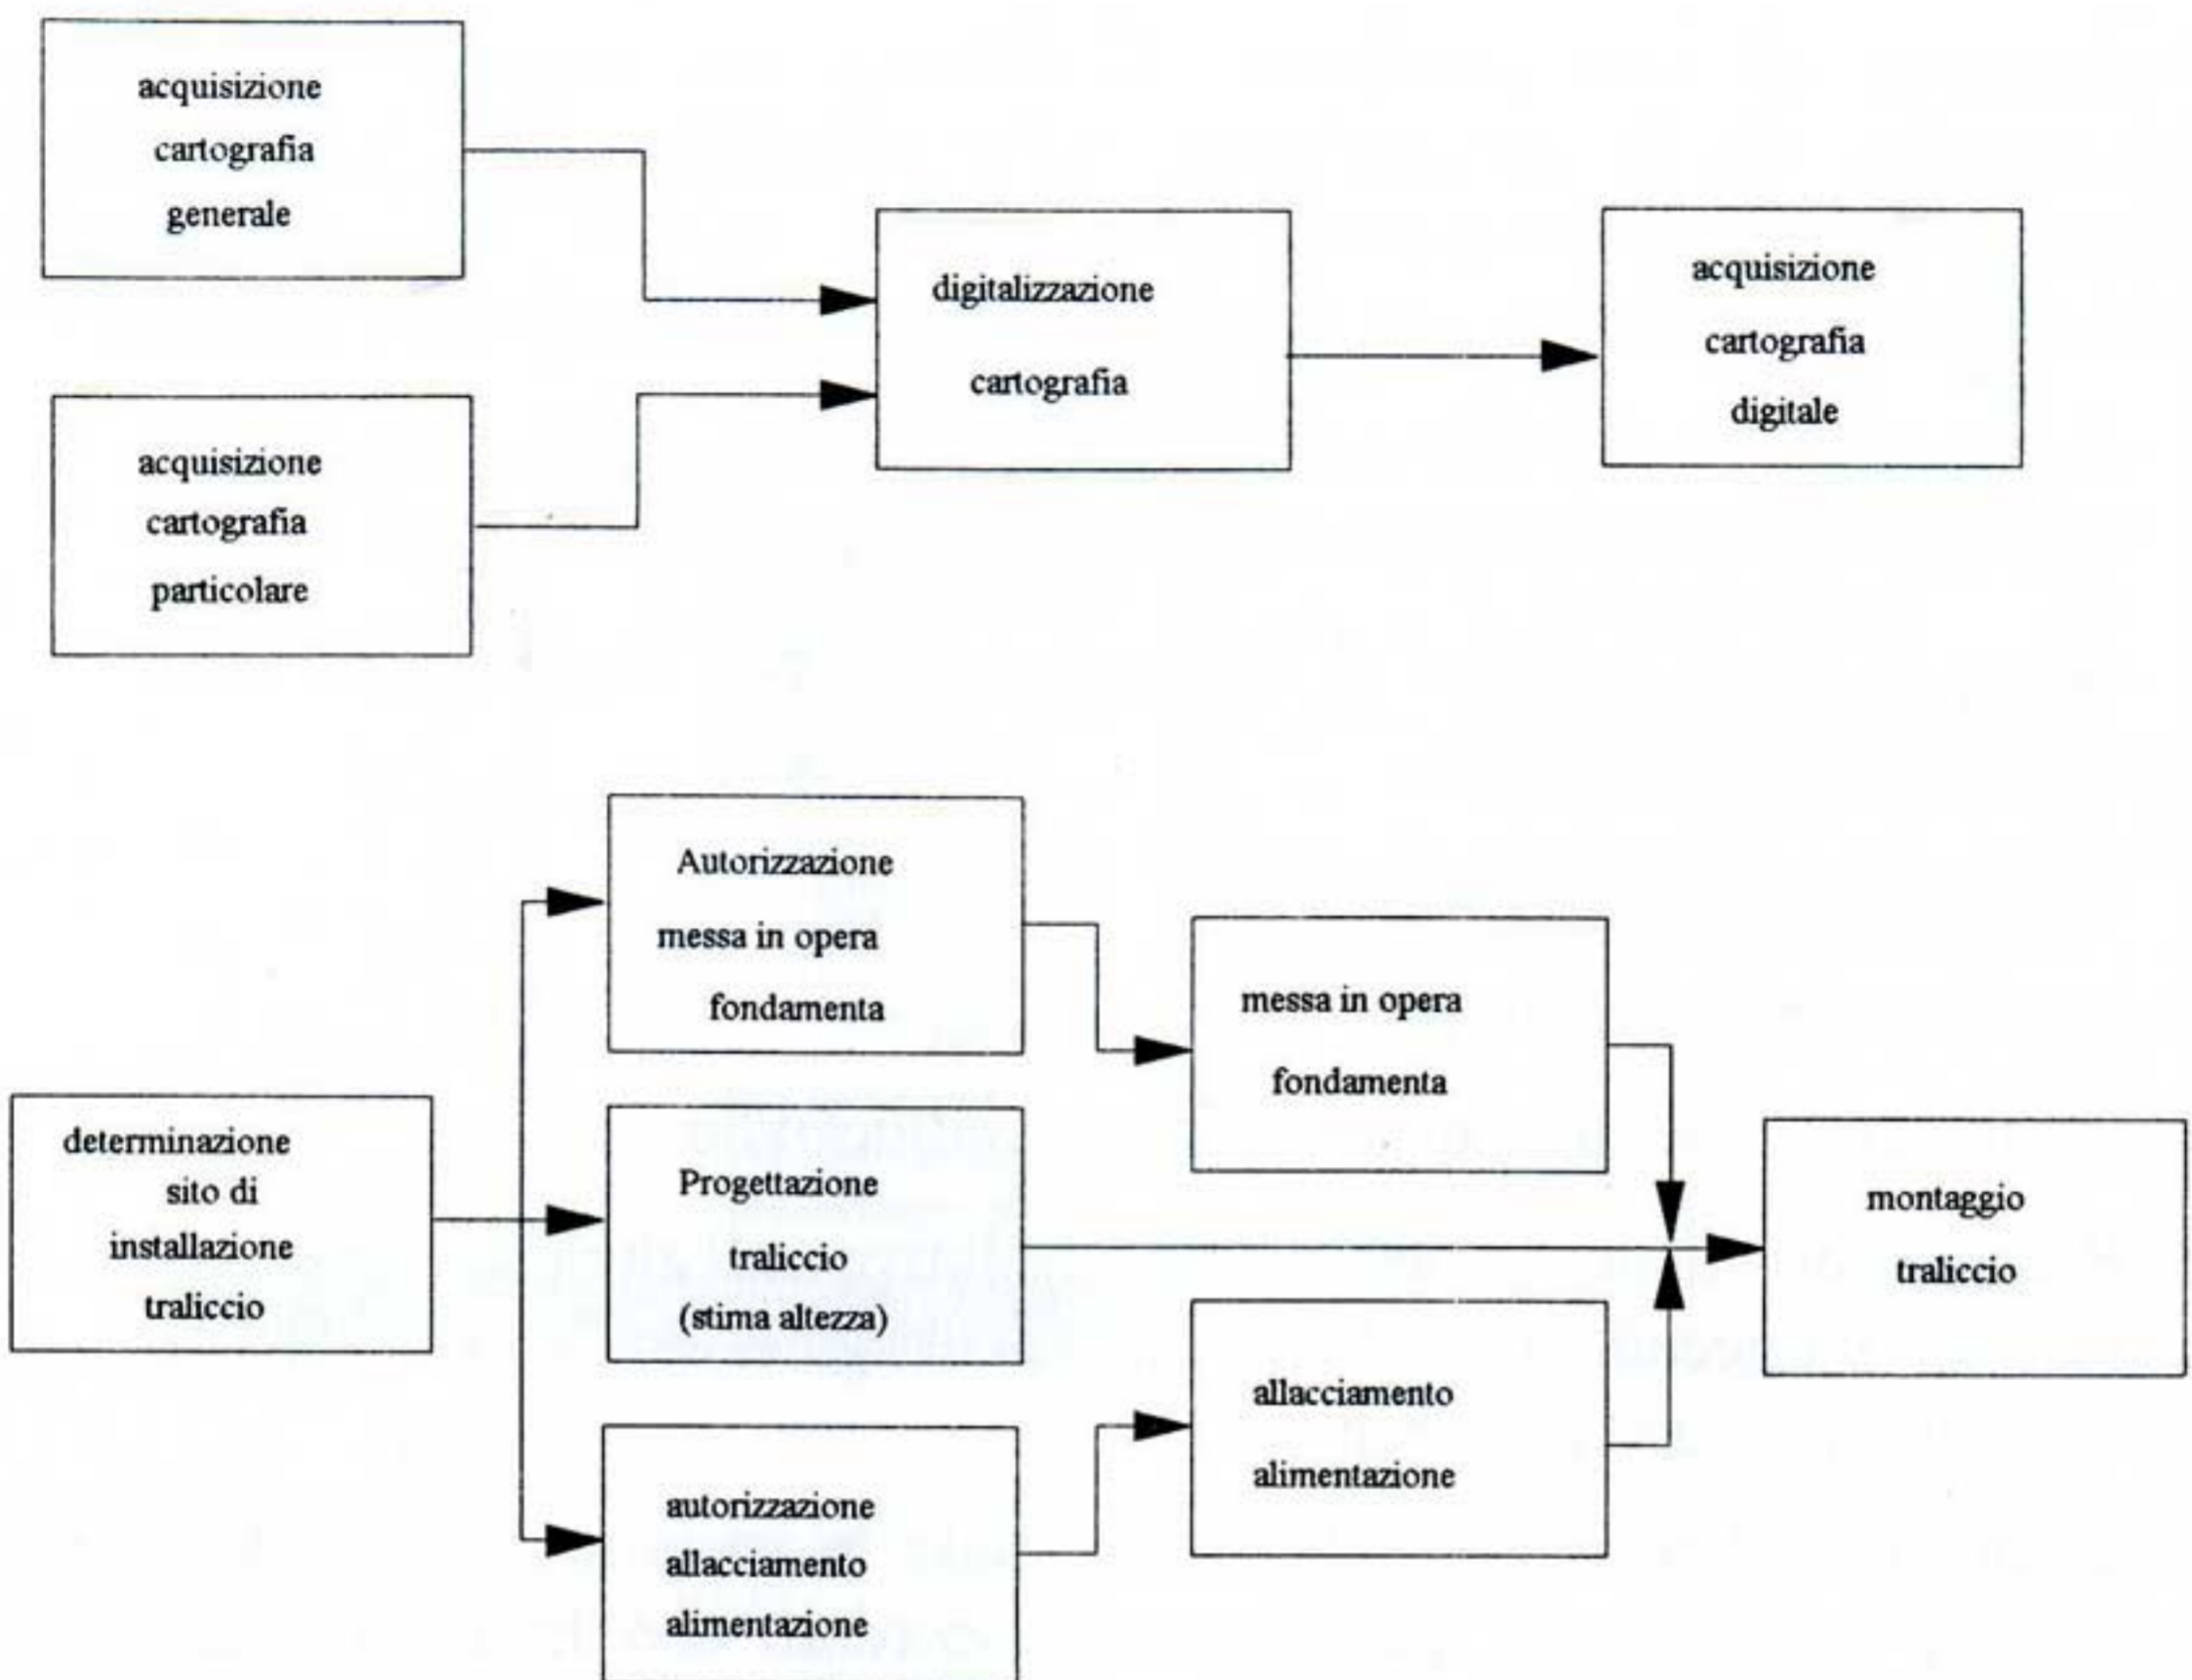 acquisizione
cartografia
generale
acquisizione
cartografia
particolare
digitalizzazione
cartografia
acquisizione
cartografia
digitale
determinazione
sito di
installazione
traliccio
Autorizzazione
messa in opera
fondamenta
Progettazione
traliccio
(stima altezza)
autorizzazione
allacciamento
alimentazione
messa in opera
fondamenta
allacciamento
alimentazione
montaggio
traliccio